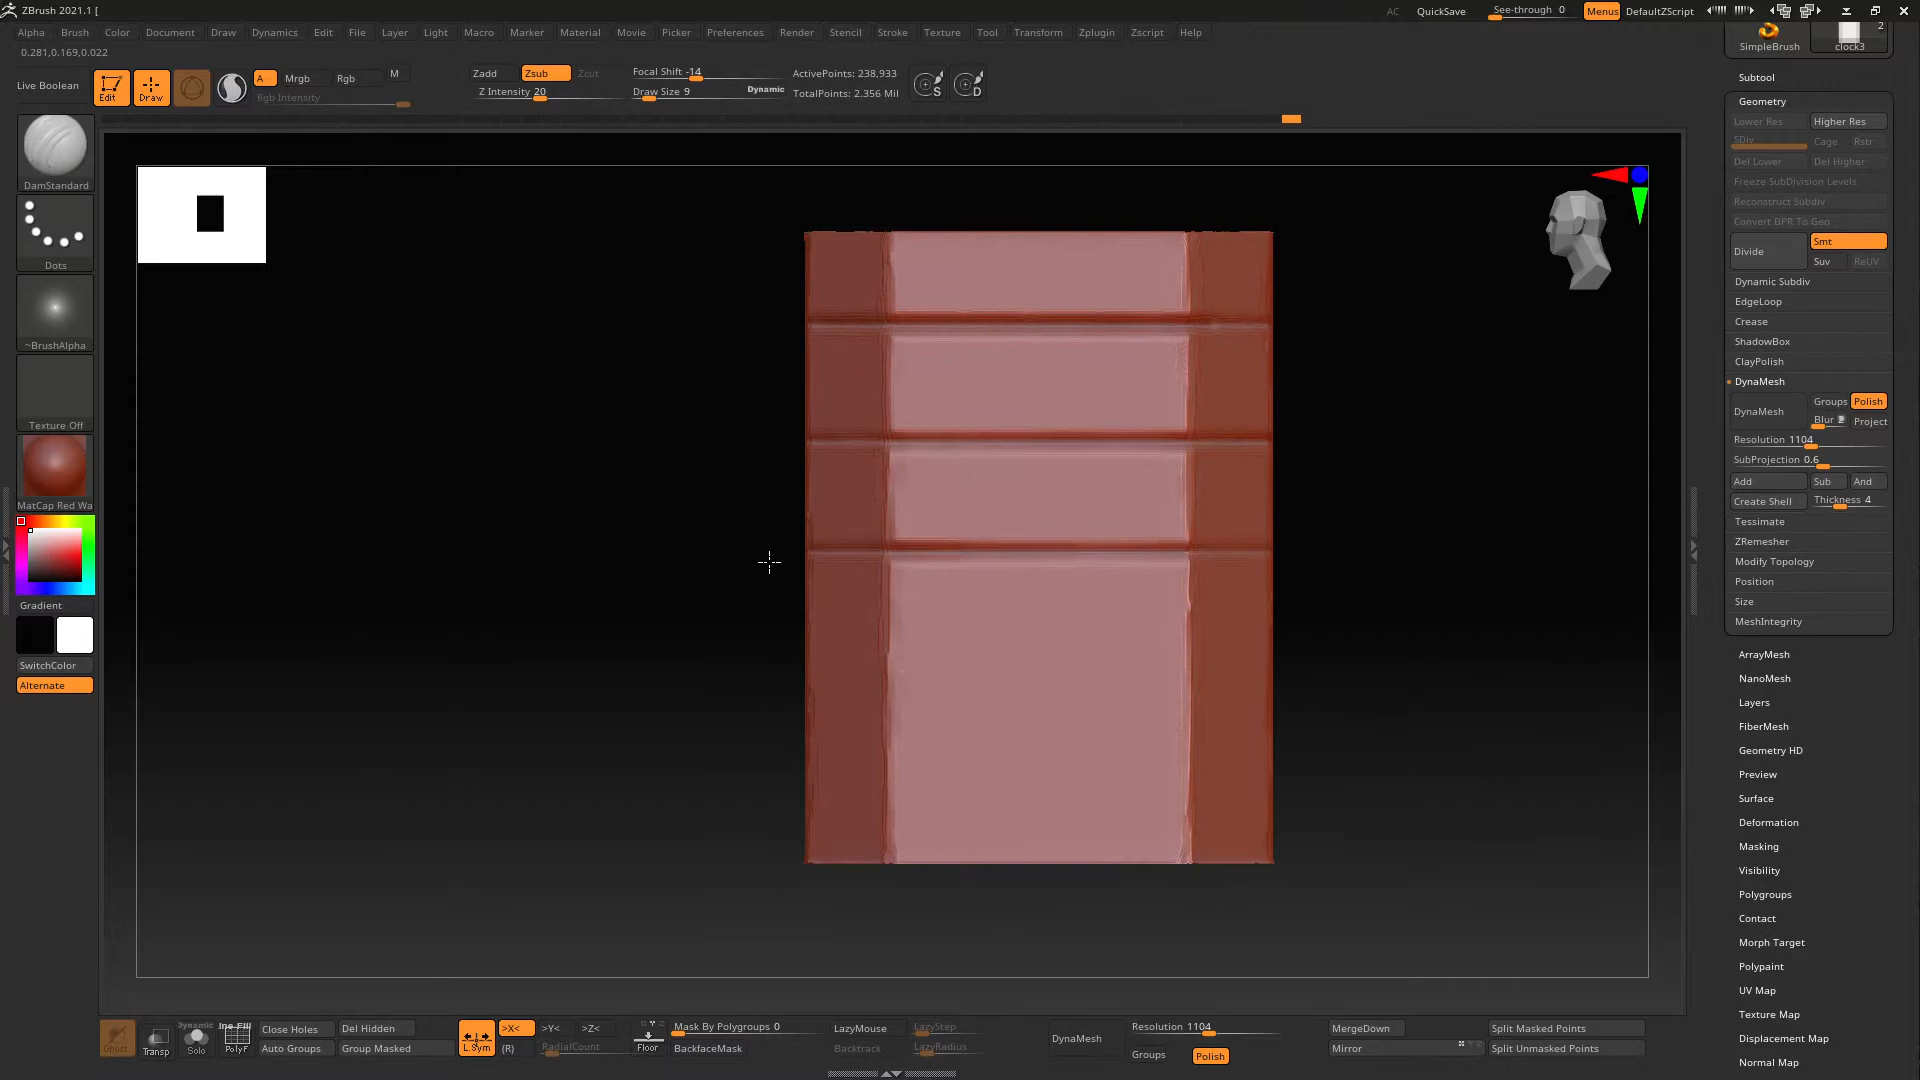 ZBrush 2021.1 [
AC
QuickSave
See-through 0
Menus
DefaultZScript
Alpha Brush Color Document Draw Dynamics Edit File Layer Light Macro Marker Material Movie Picker Preferences Render Stencil Stroke Texture Tool Transform Zplugin Zscript Help
0.281,0.169,0.022
Live Boolean
Edit
Draw
A
Mrgb
Rgb
M
Rgb Intensity
Zadd
Zsub
Zcut
Z Intensity 20
Focal Shift -14
Draw Size 9
Dynamic
ActivePoints: 238,933
TotalPoints: 2.356 Mil
S
D
DamStandard
Dots
~BrushAlpha
Texture Off
MatCap Red Wa
Gradient
SwitchColor
Alternate
SimpleBrush
2
clock3
Subtool
Geometry
Lower Res
Higher Res
SDiv
Cage
Rstr
Del Lower
Del Higher
Freeze SubDivision Levels
Reconstruct Subdiv
Convert BPR To Geo
Divide
Smt
Suv
ReUV
Dynamic Subdiv
EdgeLoop
Crease
ShadowBox
ClayPolish
DynaMesh
DynaMesh
Groups
Polish
Blur 2
Project
Resolution 1104
SubProjection 0.6
Add
Sub
And
Create Shell
Thickness 4
Tessimate
ZRemesher
Modify Topology
Position
Size
MeshIntegrity
ArrayMesh
NanoMesh
Layers
FiberMesh
Geometry HD
Preview
Surface
Deformation
Masking
Visibility
Polygroups
Contact
Morph Target
Polypaint
UV Map
Texture Map
Displacement Map
Normal Map
Ghost
Transp
Dynamic
Solo
Line Fill
PolyF
Close Holes
Auto Groups
Del Hidden
Group Masked
L.Sym
>X<
>Y<
>Z<
(R)
RadialCount
Floor
Mask By Polygroups 0
BackfaceMask
LazyMouse
LazyStep
Backtrack
LazyRadius
DynaMesh
Resolution 1104
Groups
Polish
MergeDown
Mirror
Split Masked Points
Split Unmasked Points